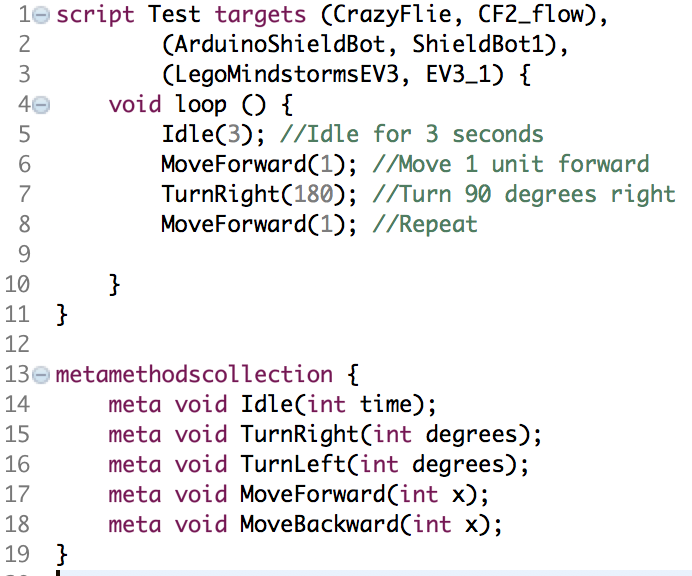 1 script Test targets (CrazyFlie, CF2_flow),
2 (ArduinoShieldBot, ShieldBot1),
3 (LegoMindstormsEV3, EV3_1) {
4 void loop () {
5 Idle(3); //Idle for 3 seconds
6 MoveForward(1); //Move 1 unit forward
7 TurnRight(180); //Turn 90 degrees right
8 MoveForward(1); //Repeat
9
10 }
11 }
12
13 metamethodscollection {
14 meta void Idle(int time);
15 meta void TurnRight(int degrees);
16 meta void TurnLeft(int degrees);
17 meta void MoveForward(int x);
18 meta void MoveBackward(int x);
19 }